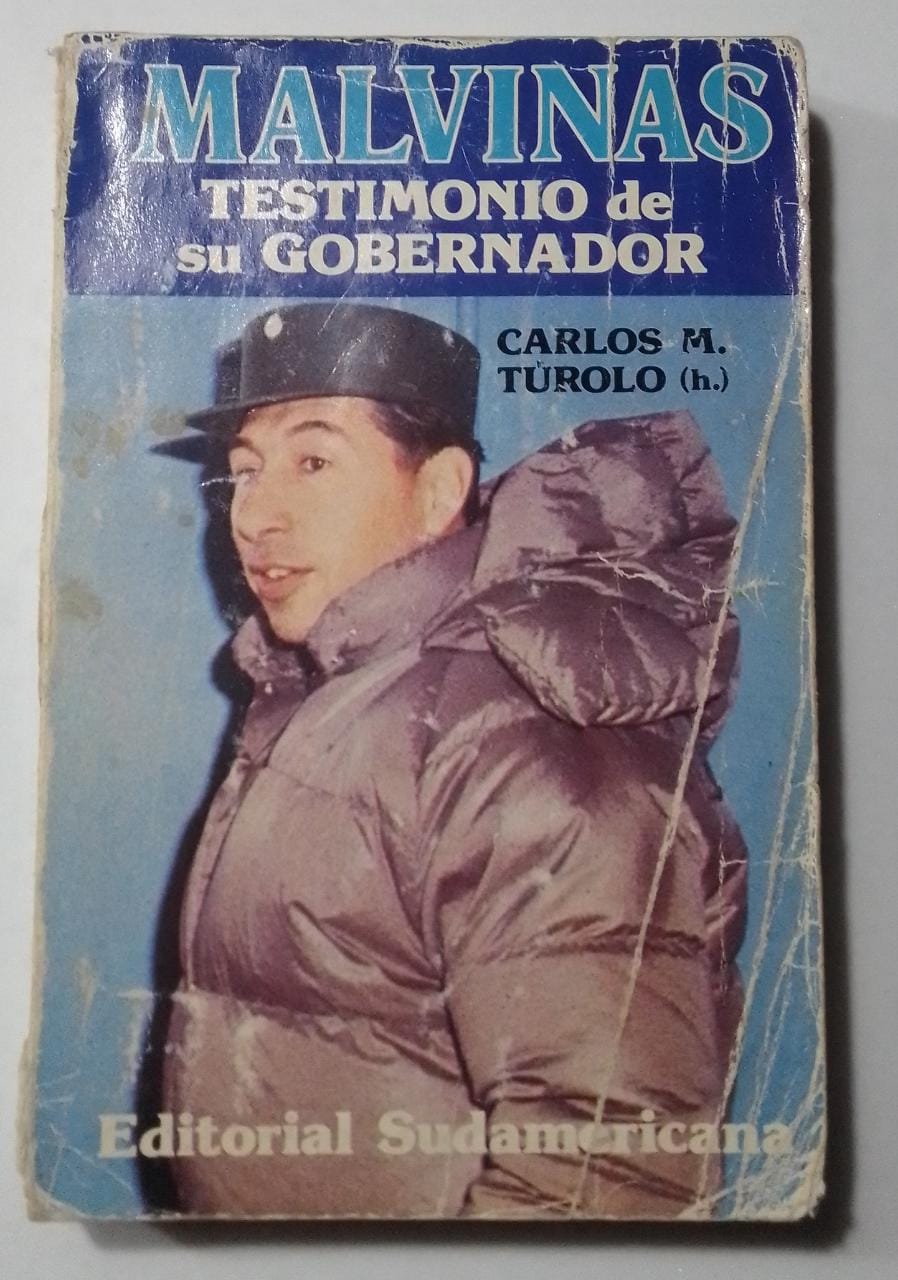 MALVINAS
TESTIMONIO de
su GOBERNADOR
CARLOS M.
TÚROLO (h.)
Editorial Sudamericana